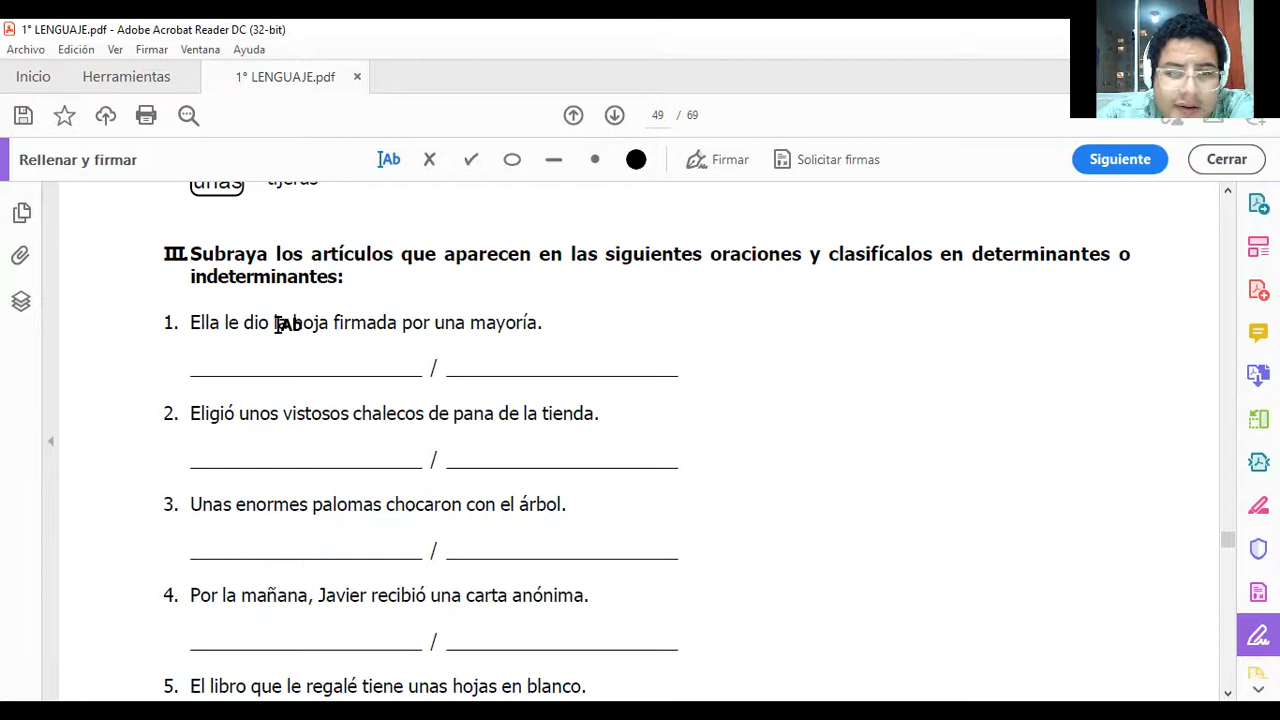 1° LENGUAJE.pdf - Adobe Acrobat Reader DC (32-bit)
Archivo Edición Ver Firmar Ventana Ayuda
Inicio Herramientas 1° LENGUAJE.pdf ×
49 / 69
Rellenar y firmar Ab Firmar Solicitar firmas Siguiente Cerrar
unas tijeras
III. Subraya los artículos que aparecen en las siguientes oraciones y clasifícalos en determinantes o
indeterminantes:
1. Ella le dio la hoja firmada por una mayoría.
/
2. Eligió unos vistosos chalecos de pana de la tienda.
/
3. Unas enormes palomas chocaron con el árbol.
/
4. Por la mañana, Javier recibió una carta anónima.
/
5. El libro que le regalé tiene unas hojas en blanco.